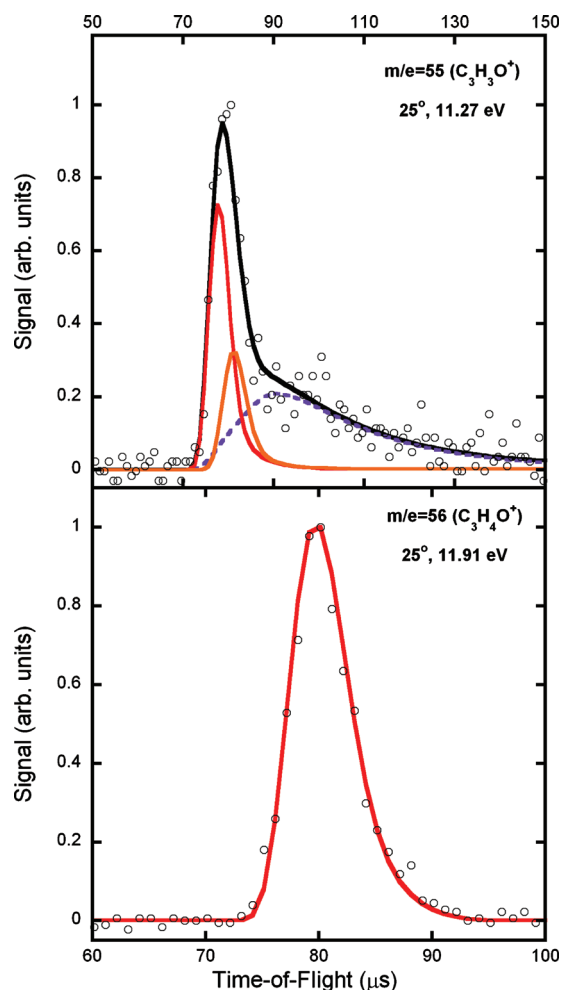 50 70 90 110 130 150
m/e=55 (C₃H₃O⁺)
25°, 11.27 eV
1
0.8
0.6
0.4
0.2
0
Signal (arb. units)
m/e=56 (C₃H₄O⁺)
25°, 11.91 eV
1
0.8
0.6
0.4
0.2
0
Signal (arb. units)
60 70 80 90 100
Time-of-Flight (μs)